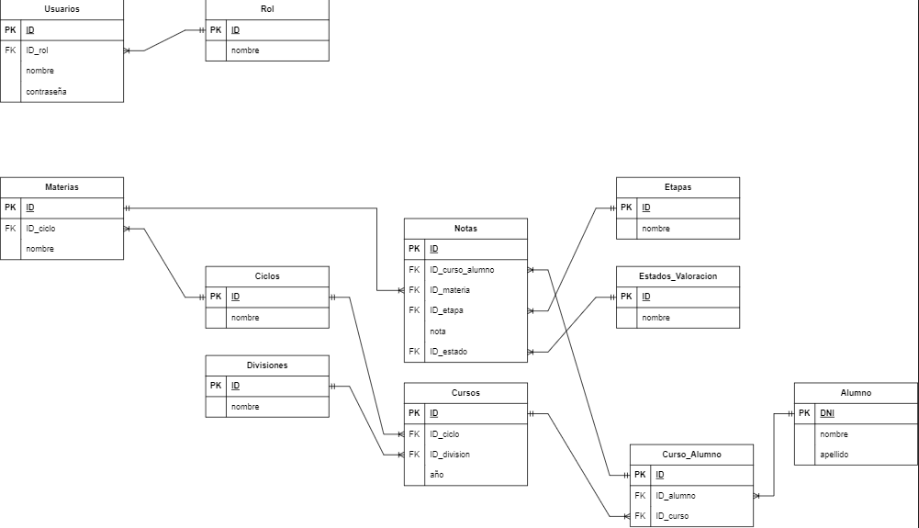 Usuarios
PK ID
FK ID_rol
nombre
contraseña
Rol
PK ID
nombre
Materias
PK ID
FK ID_ciclo
nombre
Ciclos
PK ID
nombre
Divisiones
PK ID
nombre
Notas
PK ID
FK ID_curso_alumno
FK ID_materia
FK ID_etapa
nota
FK ID_estado
Cursos
PK ID
FK ID_ciclo
FK ID_division
año
Etapas
PK ID
nombre
Estados_Valoracion
PK ID
nombre
Curso_Alumno
PK ID
FK ID_alumno
FK ID_curso
Alumno
PK DNI
nombre
apellido